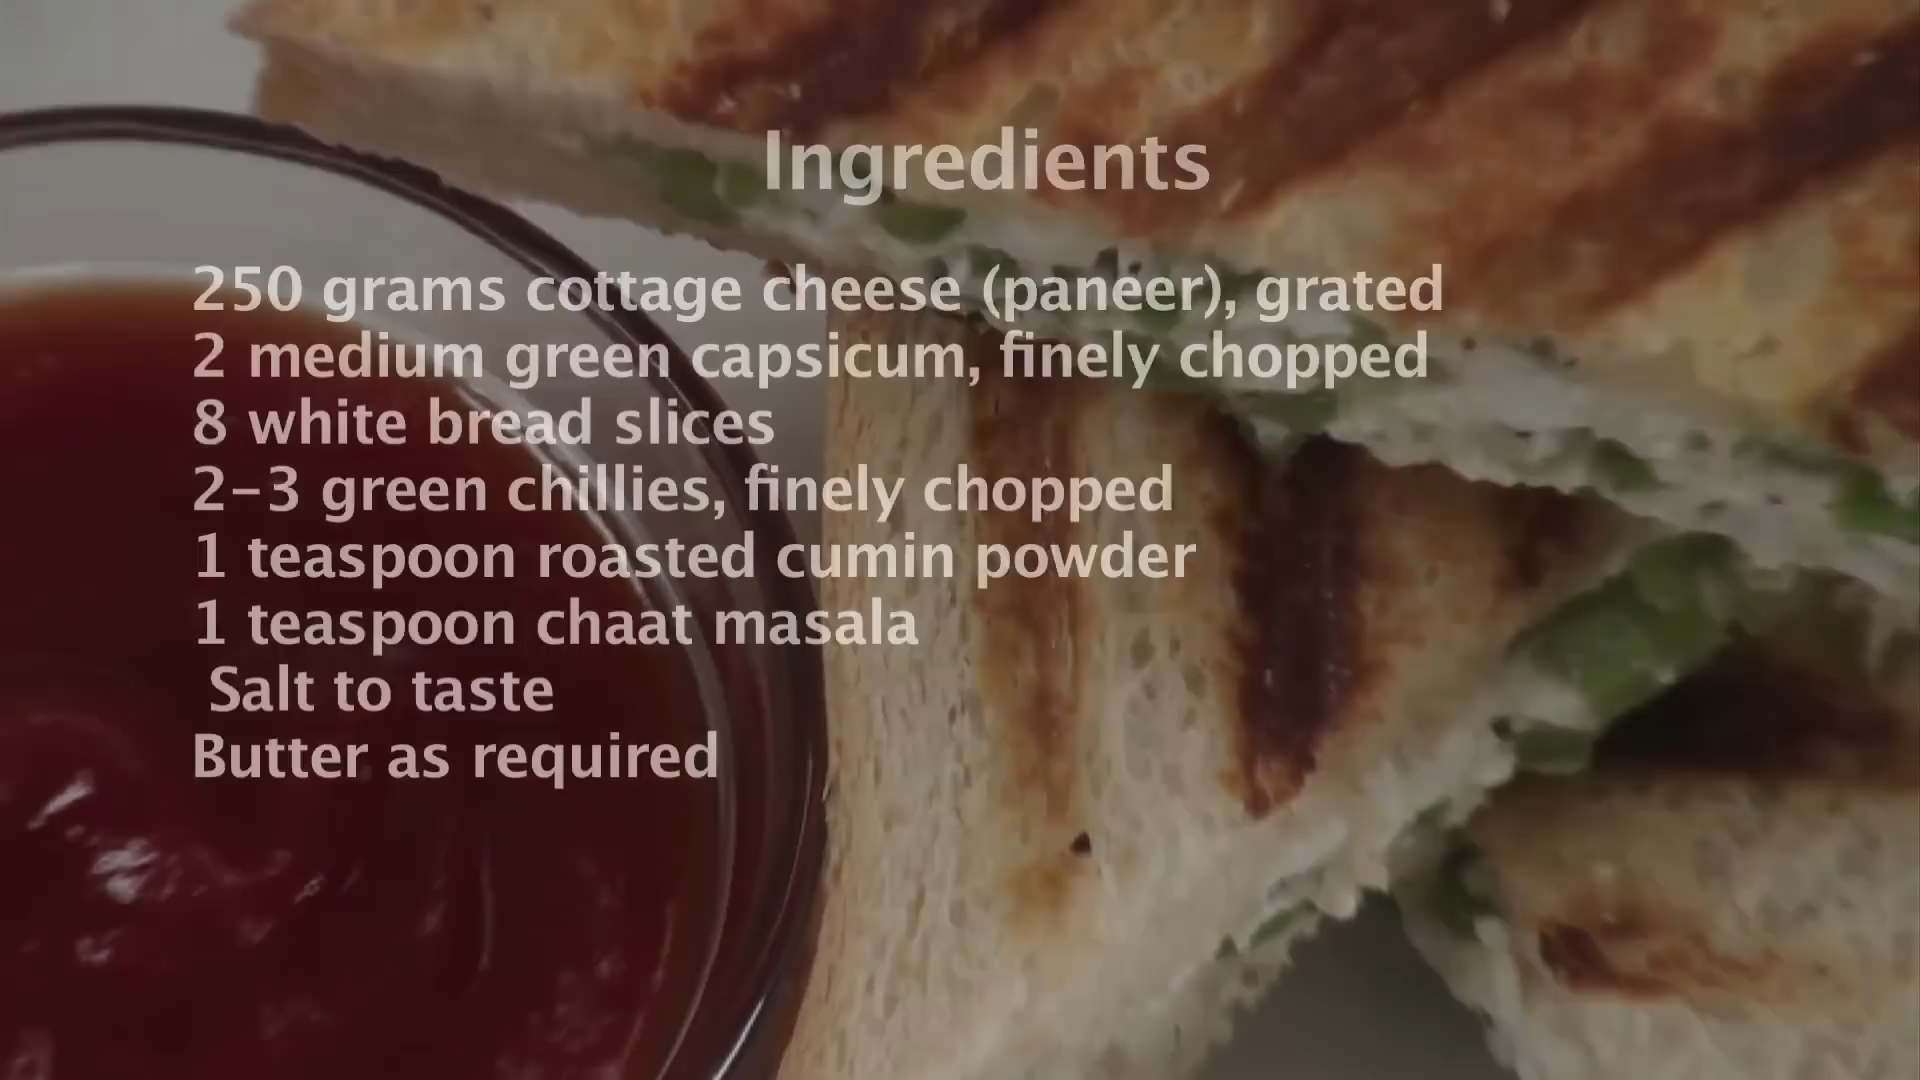 Ingredients
250 grams cottage cheese (paneer), grated
2 medium green capsicum, finely chopped
8 white bread slices
2-3 green chillies, finely chopped
1 teaspoon roasted cumin powder
1 teaspoon chaat masala
Salt to taste
Butter as required